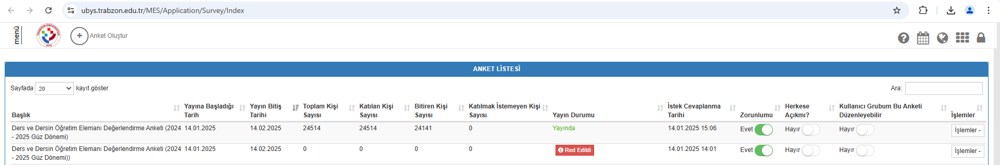 ubys.trabzon.edu.tr/MES/Application/Survey/Index
menü
TRABZON ÜNİVERSİTESİ
2018
Anket Oluştur
ANKET LİSTESİ
Sayfada 20 kayıt göster
Ara:
Yayına Başladığı Yayın Bitiş Toplam Kişi Katılan Kişi Bitiren Kişi Katılmak İstemeyen Kişi İstek Cevaplanma Herkese Kullanıcı Grubum Bu Anketi
Başlık Tarih Tarihi Sayısı Sayısı Sayısı Sayısı Yayın Durumu Tarihi Zorunlumu Açıkmı? Düzenleyebilir İşlemler
Ders ve Dersin Öğretim Elemanı Değerlendirme Anketi (2024 14.01.2025 14.02.2025 24514 24514 24141 0 Yayında 14.01.2025 15:06 Evet Hayır Hayır İşlemler
- 2025 Güz Dönemi)
Ders ve Dersin Öğretim Elemanı Değerlendirme Anketi (2024 14.01.2025 14.02.2025 0 0 0 0 Red Edildi 14.01.2025 14:01 Evet Hayır Hayır İşlemler
- 2025 Güz Dönemi))